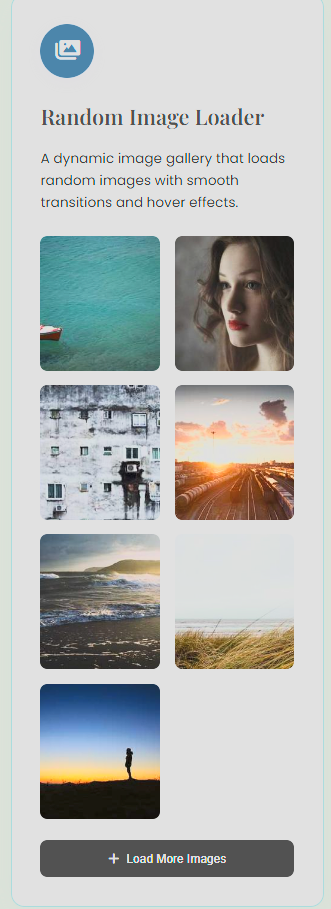 Random Image Loader
A dynamic image gallery that loads
random images with smooth
transitions and hover effects.
Load More Images